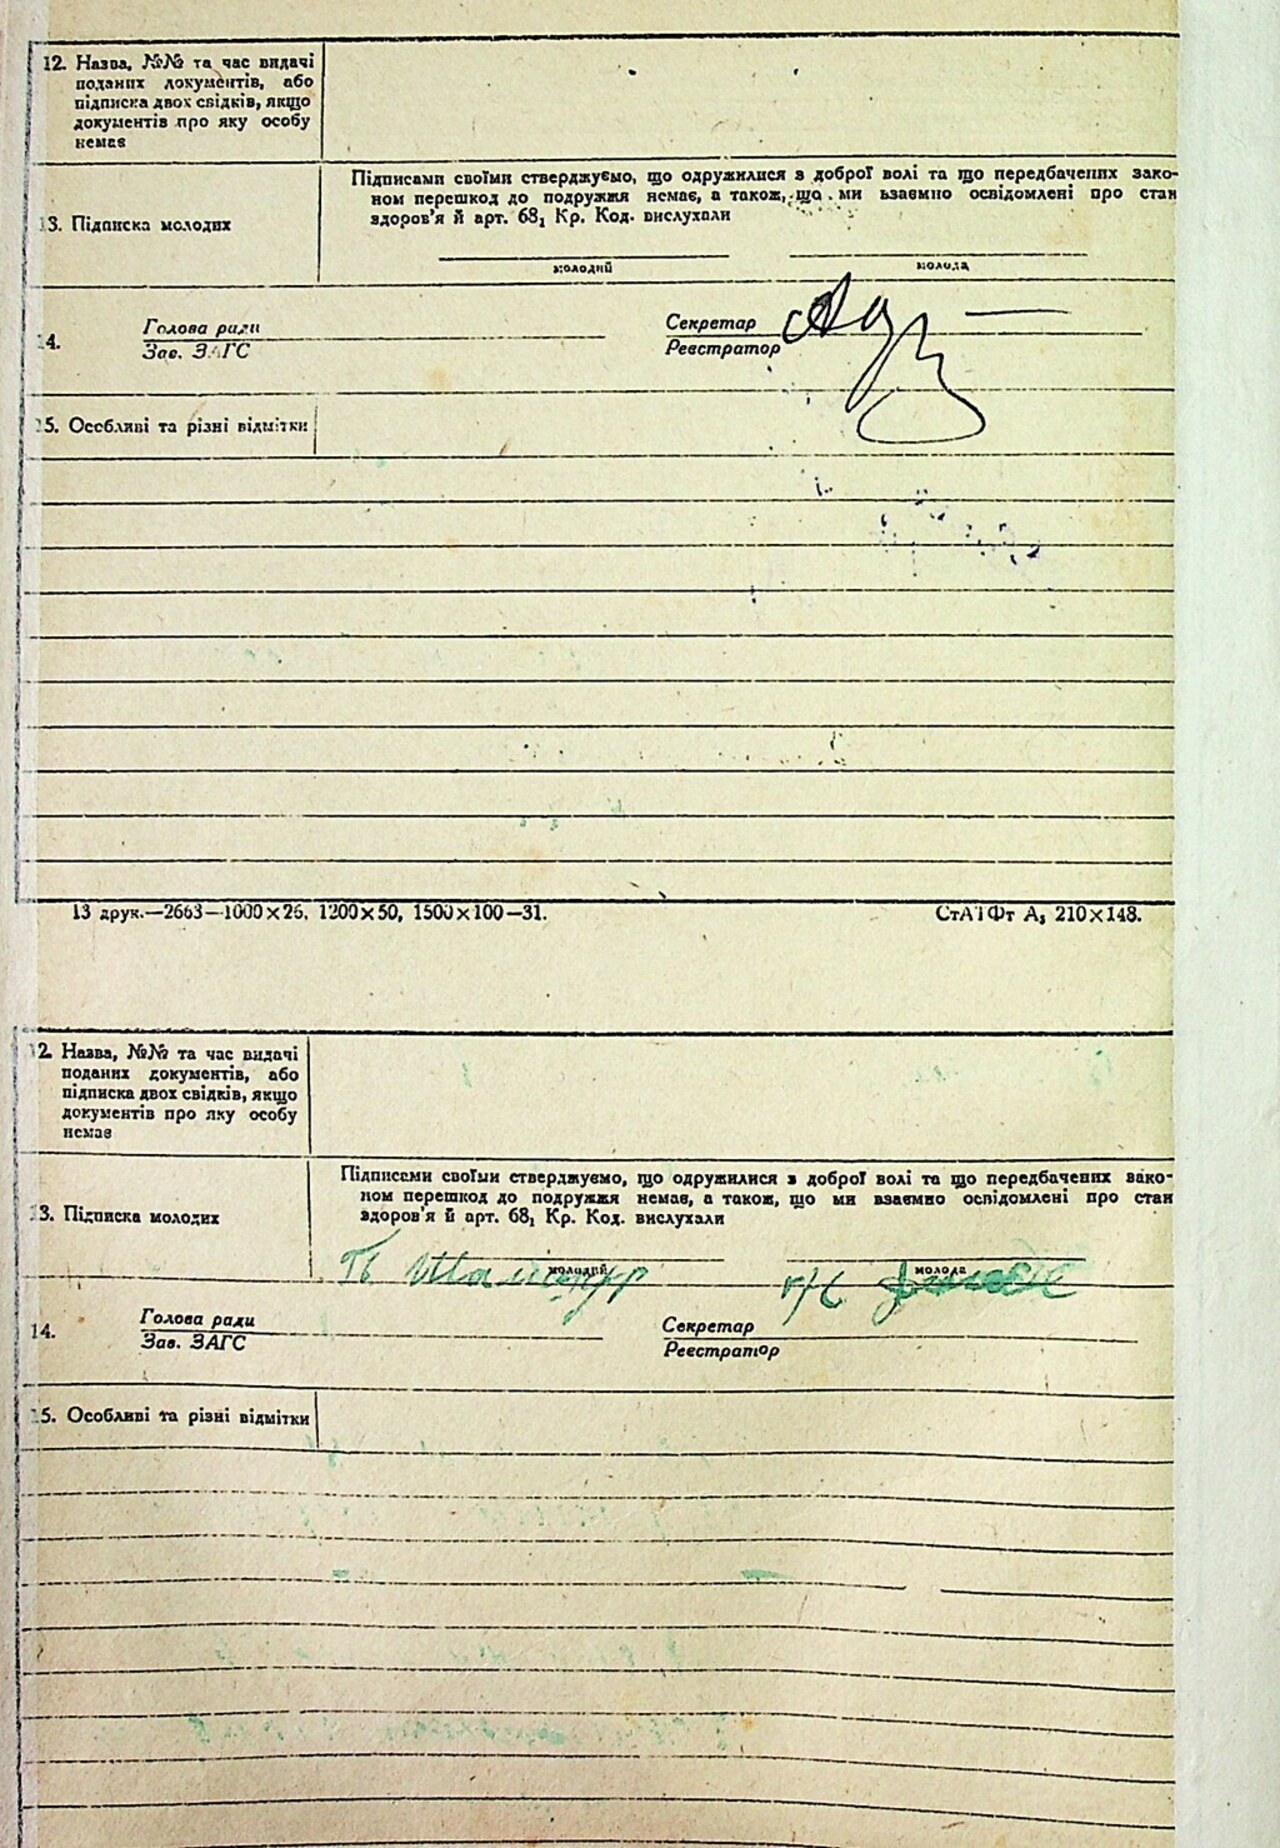 12. Назва, №№ та час видачі
поданих документів, або
підписка двох свідків, якщо
документів про яку особу
немає
Підписами своїми стверджуємо, що одружилися з доброї волі та що передбачених зако-
ном перешкод до подружжя немає, а також, що ми взаємно освідомлені про стан
здоров'я й арт. 68₁ Кр. Код. вислухали
13. Підписка молодих
молодий молода
14. Голова ради Секретар
Зав. ЗАГС Реєстратор
15. Особливі та різні відмітки
13 друк.—2663—1000×26, 1200×50, 1500×100—31. СтАТФт А₅ 210×148.
12. Назва, №№ та час видачі
поданих документів, або
підписка двох свідків, якщо
документів про яку особу
немає
Підписами своїми стверджуємо, що одружилися з доброї волі та що передбачених зако-
ном перешкод до подружжя немає, а також, що ми взаємно освідомлені про стан
здоров'я й арт. 68₁ Кр. Код. вислухали
13. Підписка молодих
молодий молода
14. Голова ради Секретар
Зав. ЗАГС Реєстратор
15. Особливі та різні відмітки